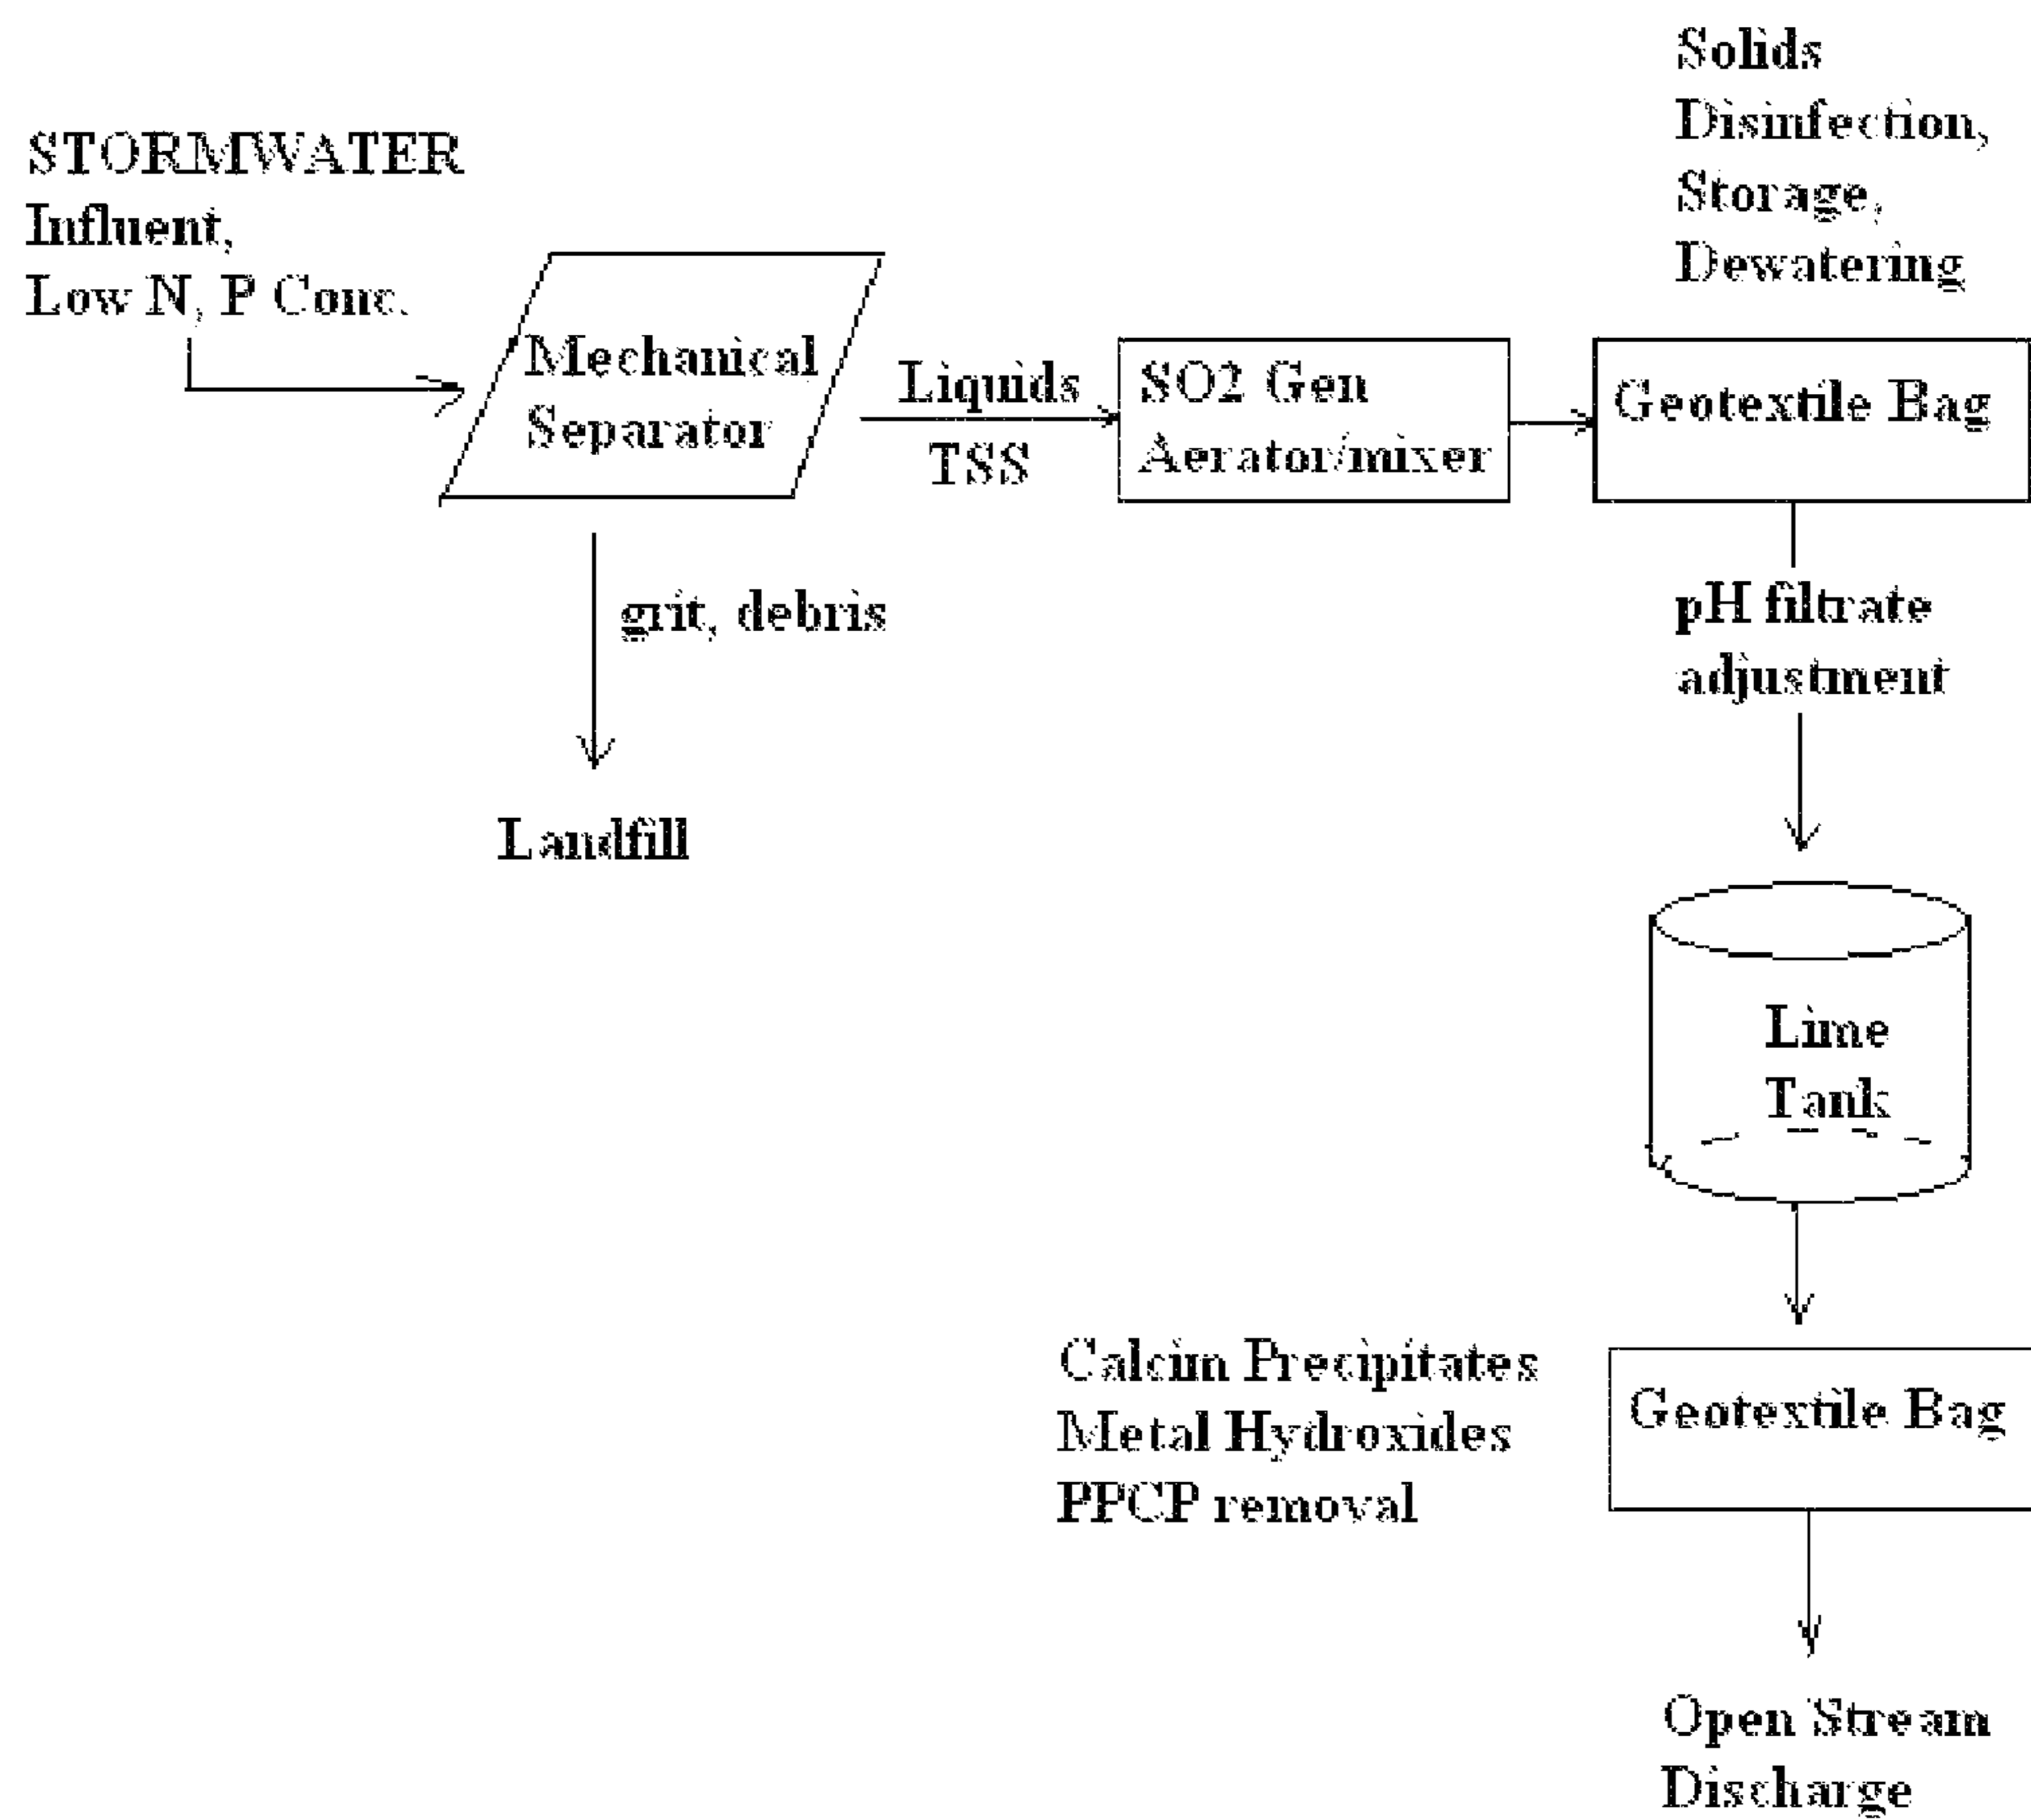 STORMWATER
Influent,
Low N, P Conc.
Mechanical
Separator
grit, debris
Landfill
Liquids
TSS
SO2 Gen
Aerator/mixer
Solids
Disinfection,
Storage,
Dewatering
Geotextile Bag
pH filtrate
adjustment
Lime
Tank
Calcim Precipitates
Metal Hydroxides
PPCP removal
Geotextile Bag
Open Stream
Discharge